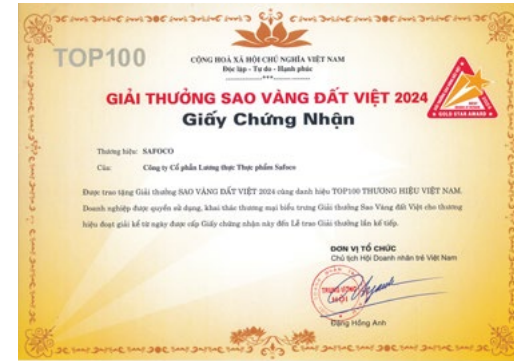 TOP100
CỘNG HOÀ XÃ HỘI CHỦ NGHĨA VIỆT NAM
Độc lập - Tự do - Hạnh phúc
GIẢI THƯỞNG SAO VÀNG ĐẤT VIỆT 2024
Giấy Chứng Nhận
GOLD STAR AWARD
Thương hiệu: SAFOCO
Của: Công ty Cổ phần Lương thực Thực phẩm Safoco
Được trao tặng Giải thưởng SAO VÀNG ĐẤT VIỆT 2024 cùng danh hiệu TOP100 THƯƠNG HIỆU VIỆT NAM.
Doanh nghiệp được quyền sử dụng, khai thác thương mại biểu trưng Giải thưởng Sao Vàng đất Việt cho thương
hiệu đoạt giải kể từ ngày được cấp Giấy chứng nhận này đến Lễ trao Giải thưởng lần kế tiếp.
ĐƠN VỊ TỔ CHỨC
Chủ tịch Hội Doanh nhân trẻ Việt Nam
TRUNG ƯƠNG
Đặng Hồng Anh